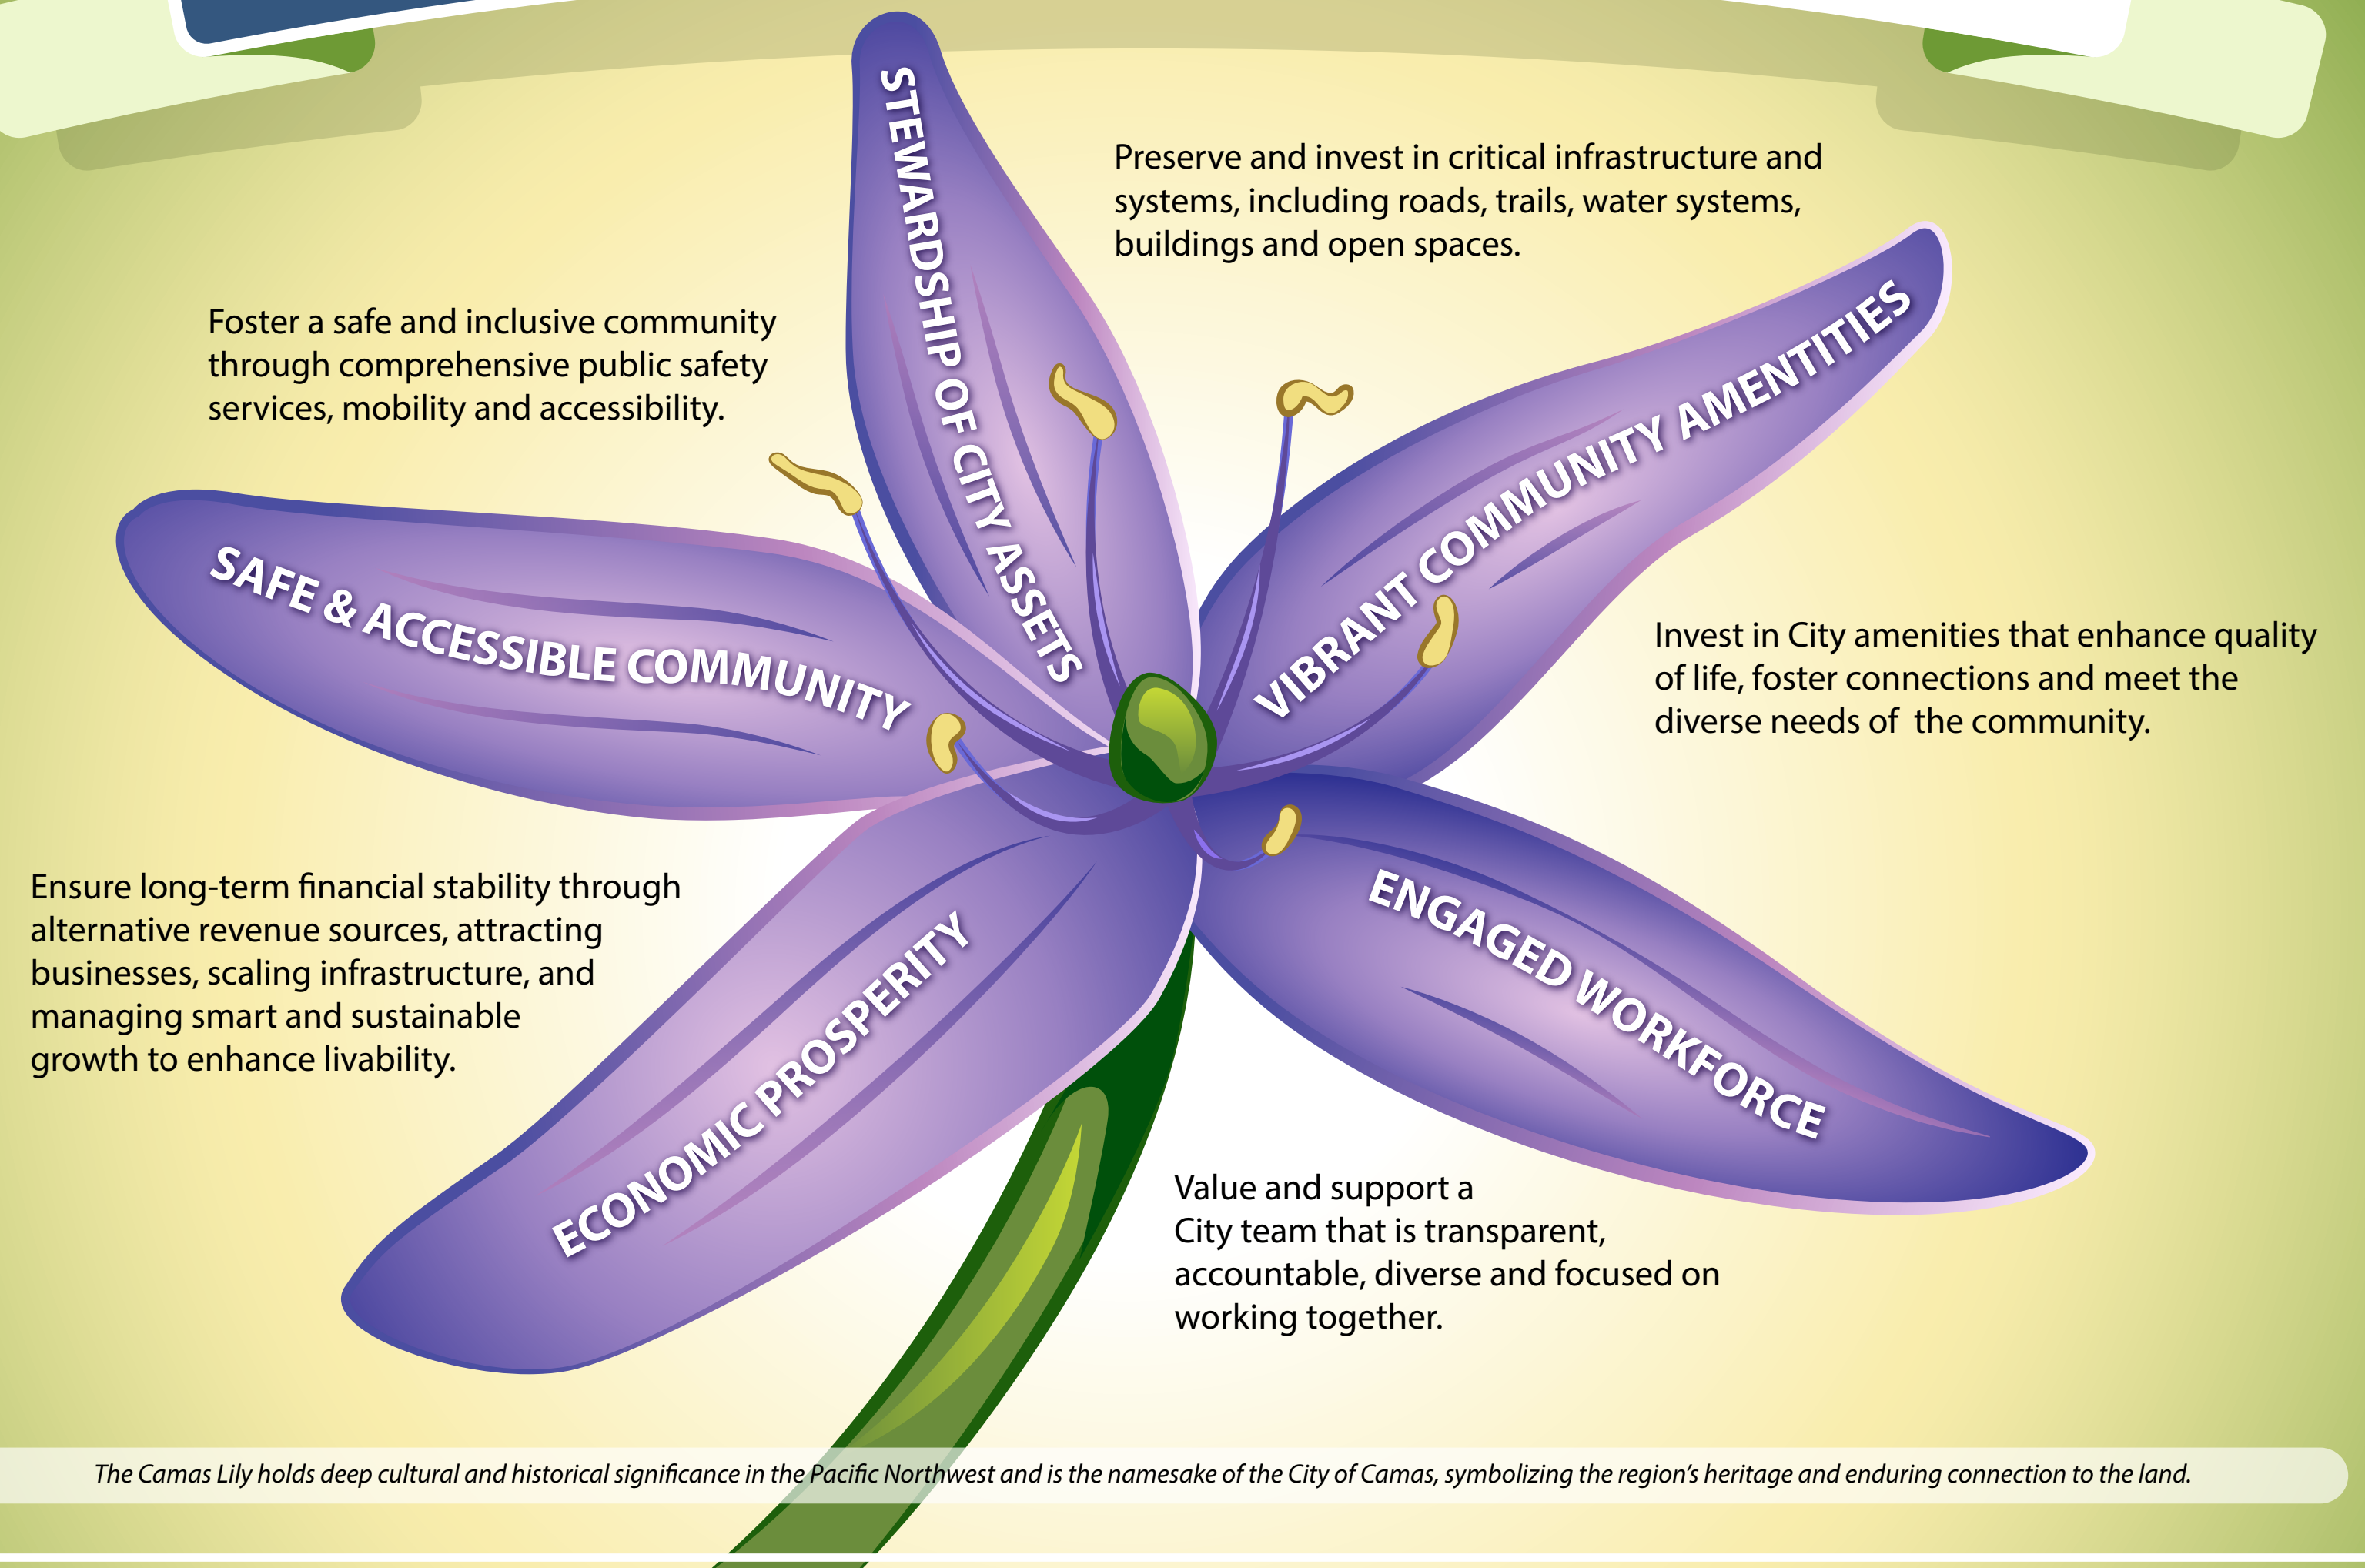 STEWARDSHIP OF CITY ASSETS
Preserve and invest in critical infrastructure and
systems, including roads, trails, water systems,
buildings and open spaces.
VIBRANT COMMUNITY AMENTITIES
Invest in City amenities that enhance quality
of life, foster connections and meet the
diverse needs of  the community.
Foster a safe and inclusive community
through comprehensive public safety
services, mobility and accessibility.
SAFE & ACCESSIBLE COMMUNITY
Ensure long-term financial stability through
alternative revenue sources, attracting
businesses, scaling infrastructure, and
managing smart and sustainable
growth to enhance livability.
ECONOMIC PROSPERITY
ENGAGED WORKFORCE
Value and support a
City team that is transparent,
accountable, diverse and focused on
working together.
The Camas Lily holds deep cultural and historical significance in the Pacific Northwest and is the namesake of the City of Camas, symbolizing the region's heritage and enduring connection to the land.